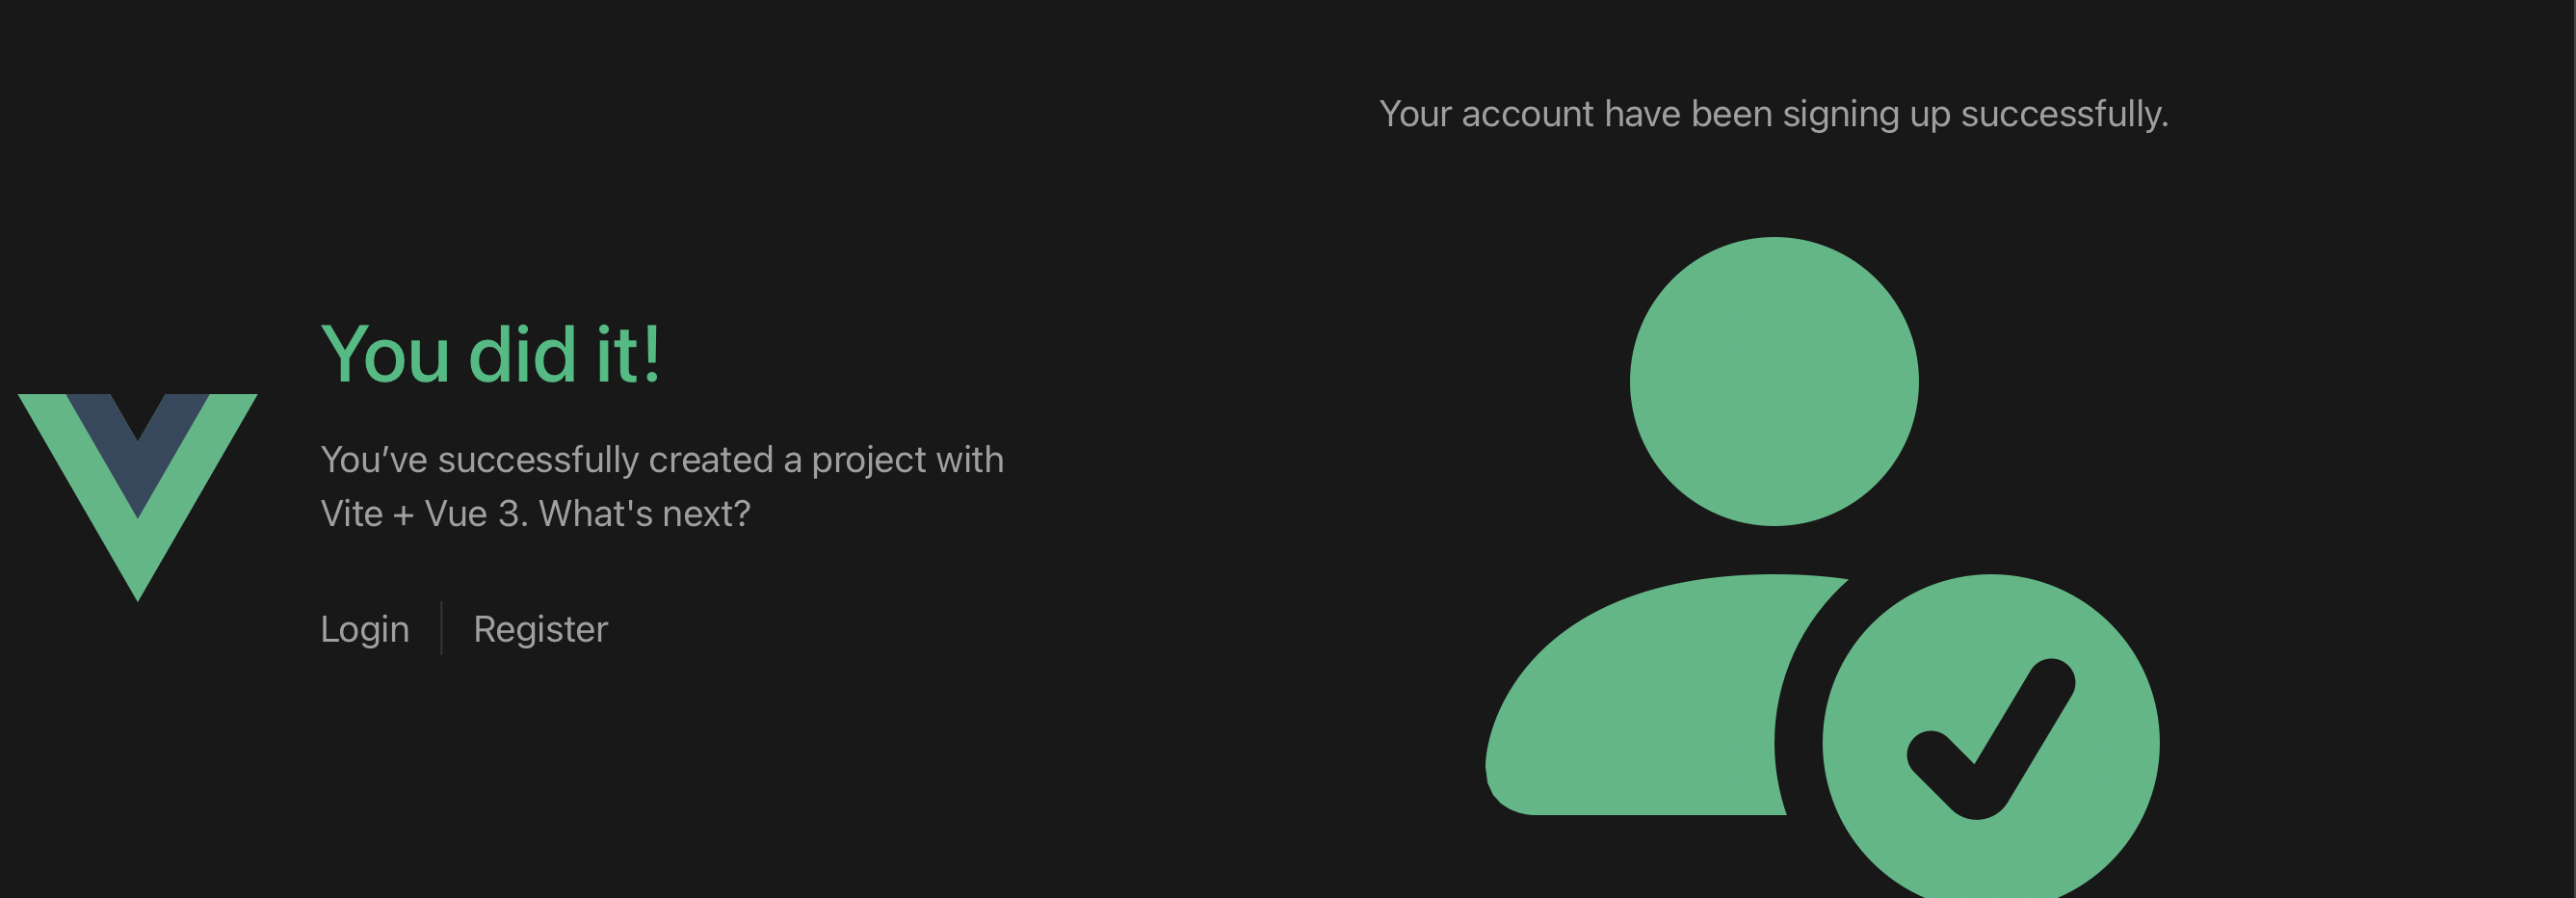 You did it!
You’ve successfully created a project with
Vite + Vue 3. What's next?
Login
Register
Your account have been signing up successfully.